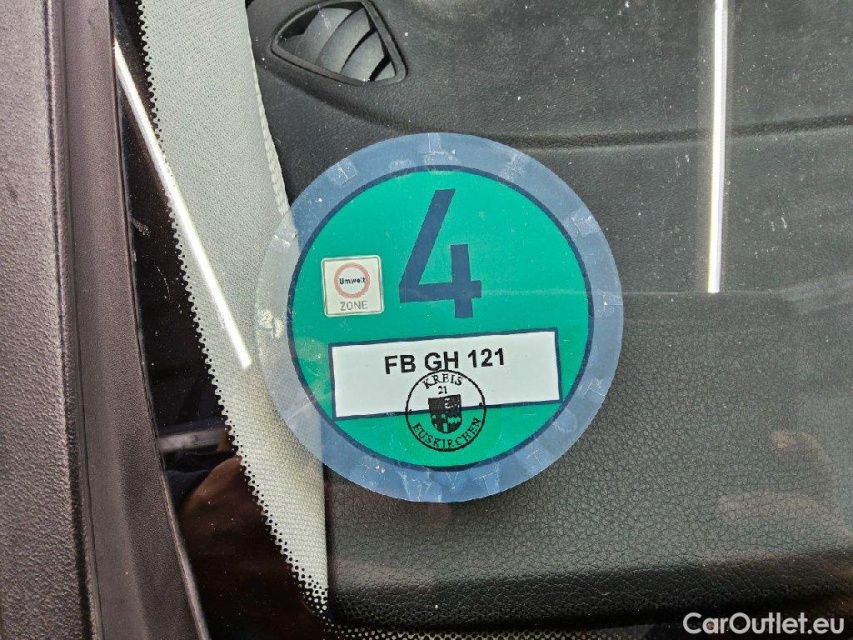 4
Umwelt
ZONE
FB GH 121
KREIS
21
EUSKIRCHEN
CarOutlet.eu